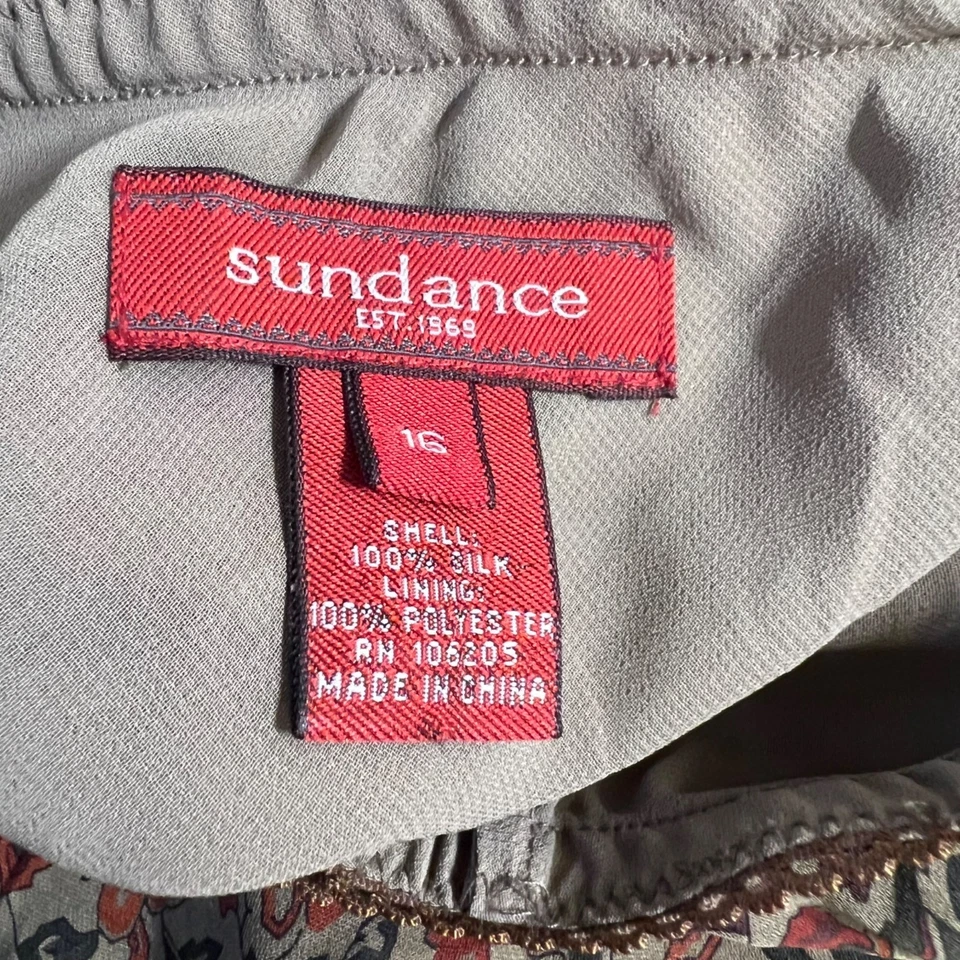 sundance
EST. 1969
16
SHELL:
100% SILK
LINING:
100% POLYESTER
RN 106205
MADE IN CHINA